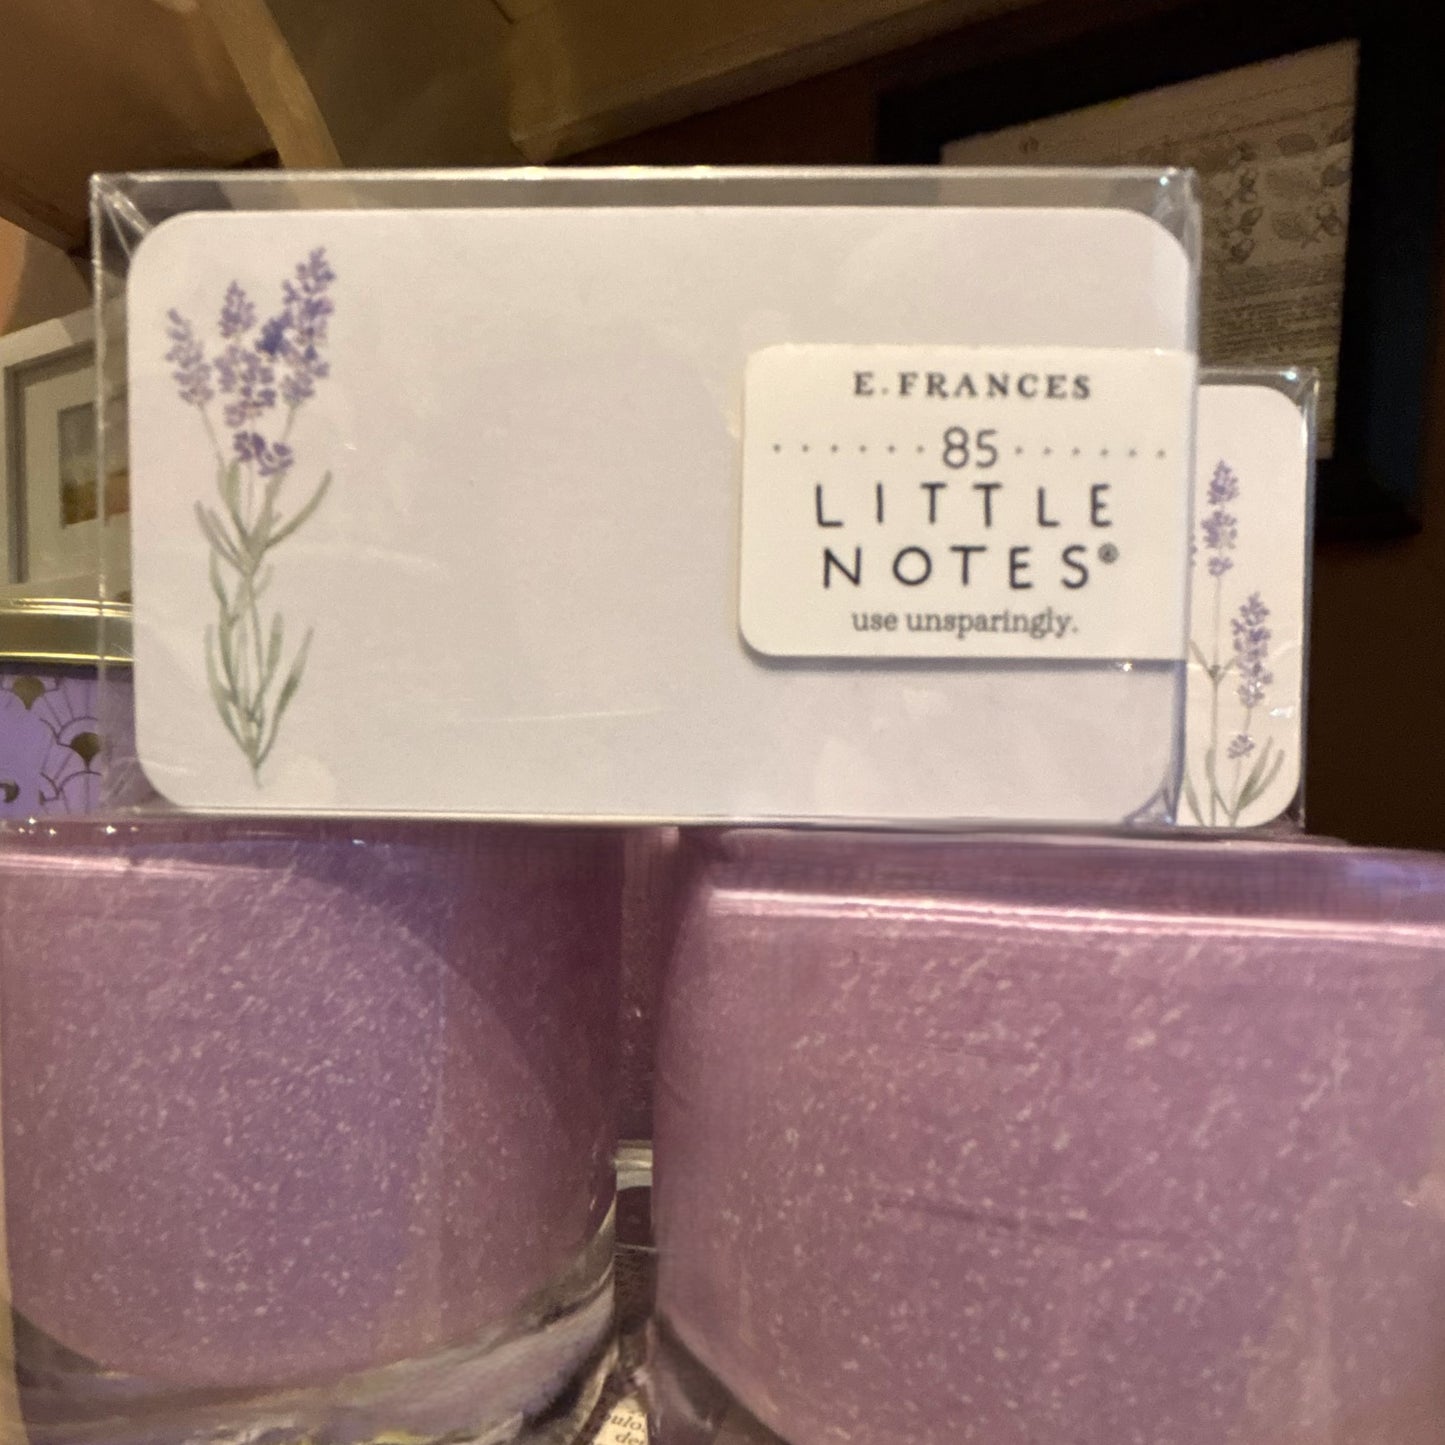 E. FRANCES
85
LITTLE
NOTES®
use unsparingly.